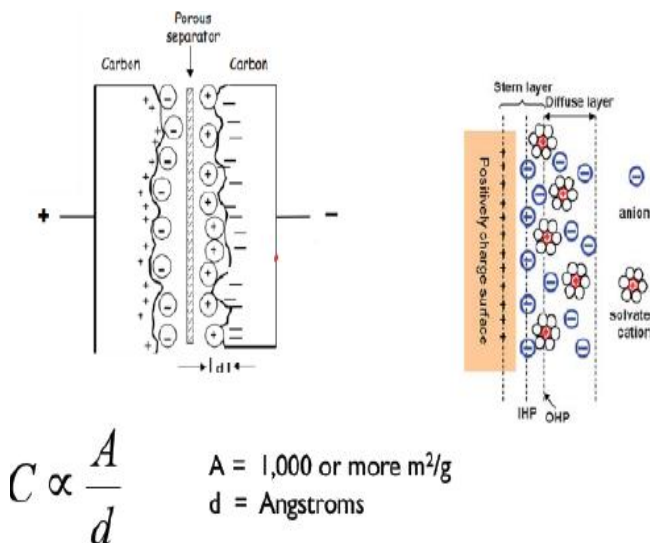 Porous
separator
Carbon
Carbon
+
−
d
Stern layer
Diffuse layer
Positively charge surface
anion
solvate
cation
IHP
OHP
C ∝ A/d
A = 1,000 or more m²/g
d = Angstroms